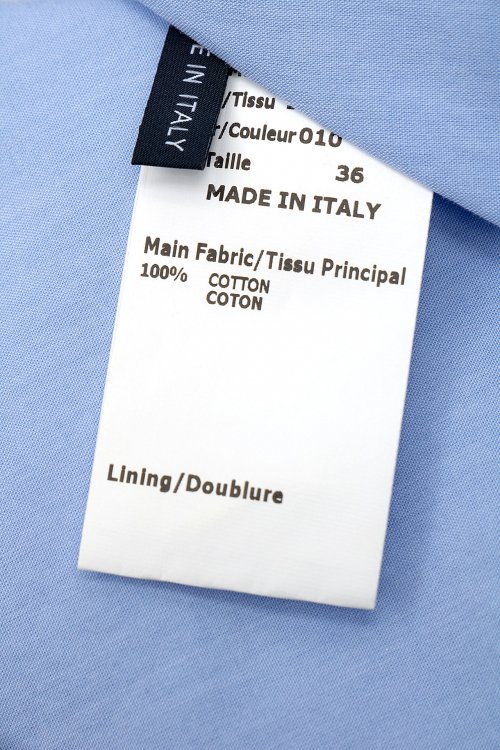 E IN ITALY
/Tissu
r/Couleur 010
Taille 36
MADE IN ITALY
Main Fabric/Tissu Principal
100% COTTON
COTON
Lining/Doublure